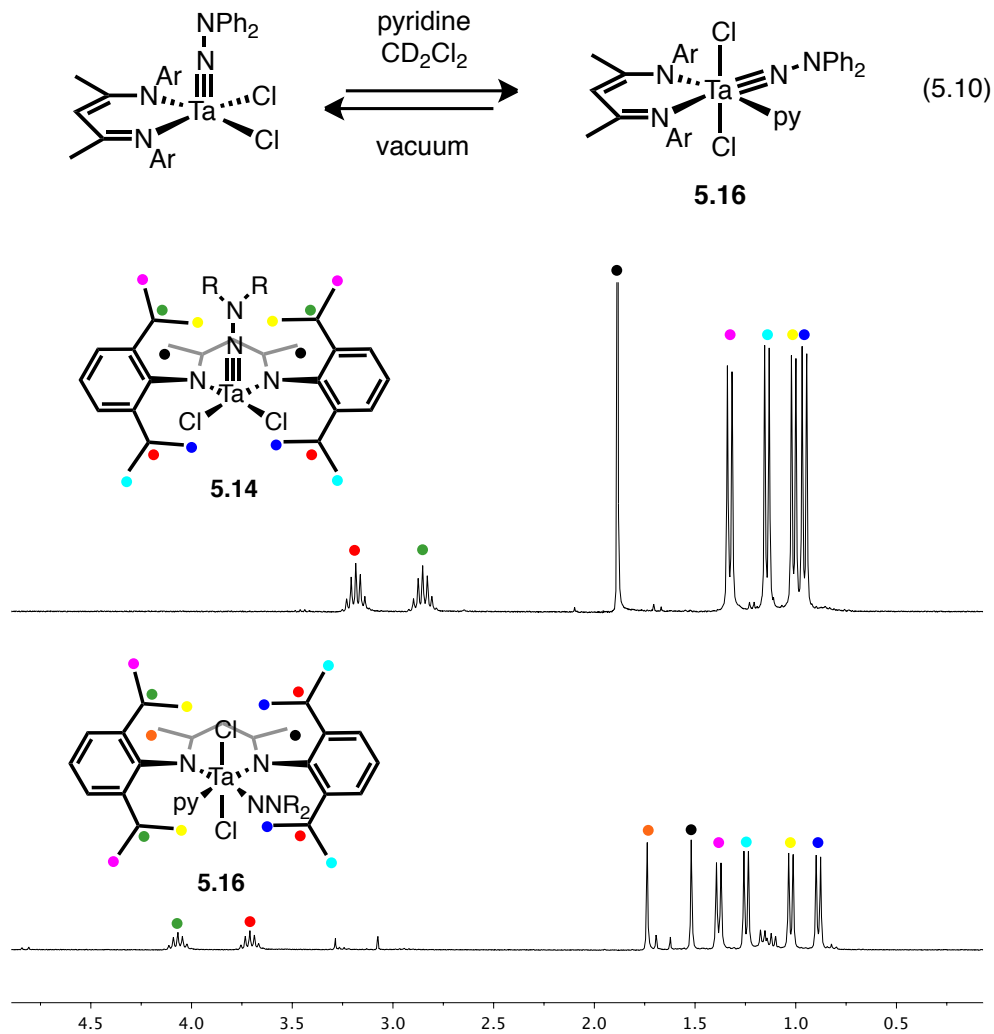 NPh2
N
Ar
N
Ta
Cl
Cl
N
Ar
pyridine
CD2Cl2
vacuum
Cl
Ar
N
Ta
N
NPh2
py
N
Ar
Cl
5.16
(5.10)
R
R
N
N
N
Ta
N
Cl
Cl
5.14
Cl
N
Ta
N
py
NNR2
Cl
5.16
4.5 4.0 3.5 3.0 2.5 2.0 1.5 1.0 0.5